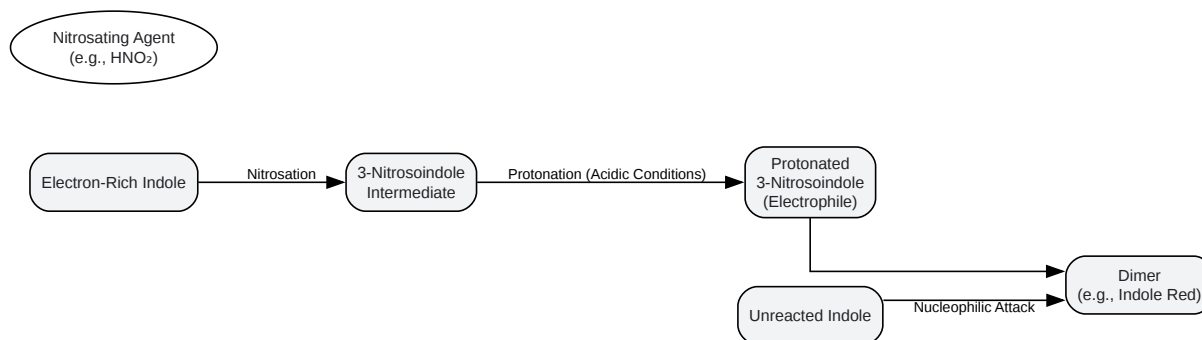 Nitrosating Agent
(e.g., HNO₂)
Electron-Rich Indole
Nitrosation
3-Nitrosoindole
Intermediate
Protonation (Acidic Conditions)
Protonated
3-Nitrosoindole
(Electrophile)
Unreacted Indole
Nucleophilic Attack
Dimer
(e.g., Indole Red)